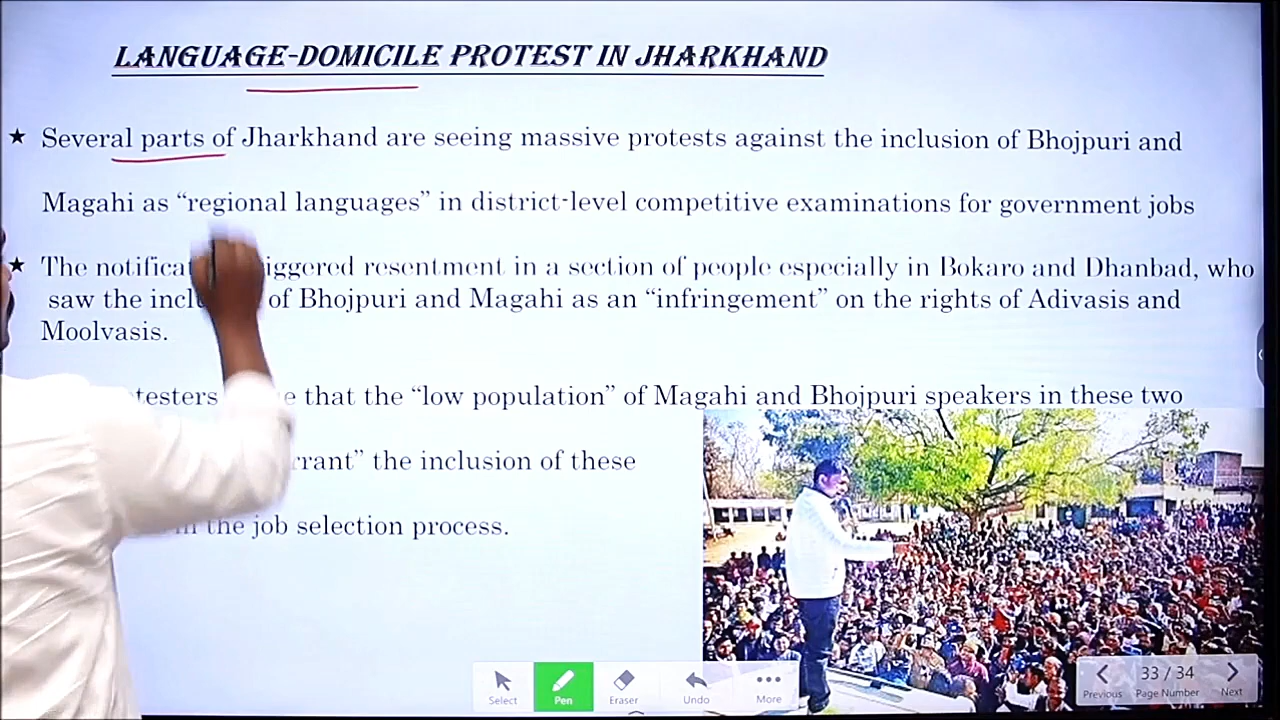 LANGUAGE-DOMICILE PROTEST IN JHARKHAND
★ Several parts of Jharkhand are seeing massive protests against the inclusion of Bhojpuri and
Magahi as “regional languages” in district-level competitive examinations for government jobs
★ The notificat iggered resentment in a section of people especially in Bokaro and Dhanbad, who
saw the incl of Bhojpuri and Magahi as an “infringement” on the rights of Adivasis and
Moolvasis.
testers e that the “low population” of Magahi and Bhojpuri speakers in these two
rrant” the inclusion of these
in the job selection process.
Select Pen Eraser Undo More
33 / 34
Previous Page Number Next